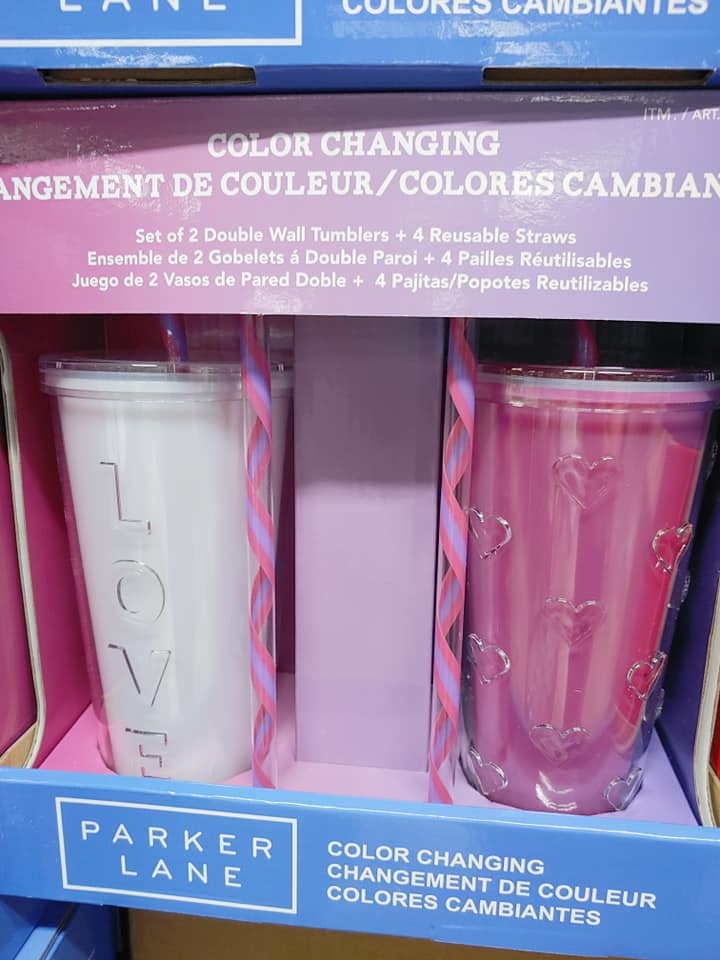 LANE
COLORES CAMBIANTES
ITM. / ART.
COLOR CHANGING
ANGEMENT DE COULEUR/COLORES CAMBIAN
Set of 2 Double Wall Tumblers + 4 Reusable Straws
Ensemble de 2 Gobelets á Double Paroi + 4 Pailles Réutilisables
Juego de 2 Vasos de Pared Doble + 4 Pajitas/Popotes Reutilizables
L
O
V
E
PARKER
LANE
COLOR CHANGING
CHANGEMENT DE COULEUR
COLORES CAMBIANTES